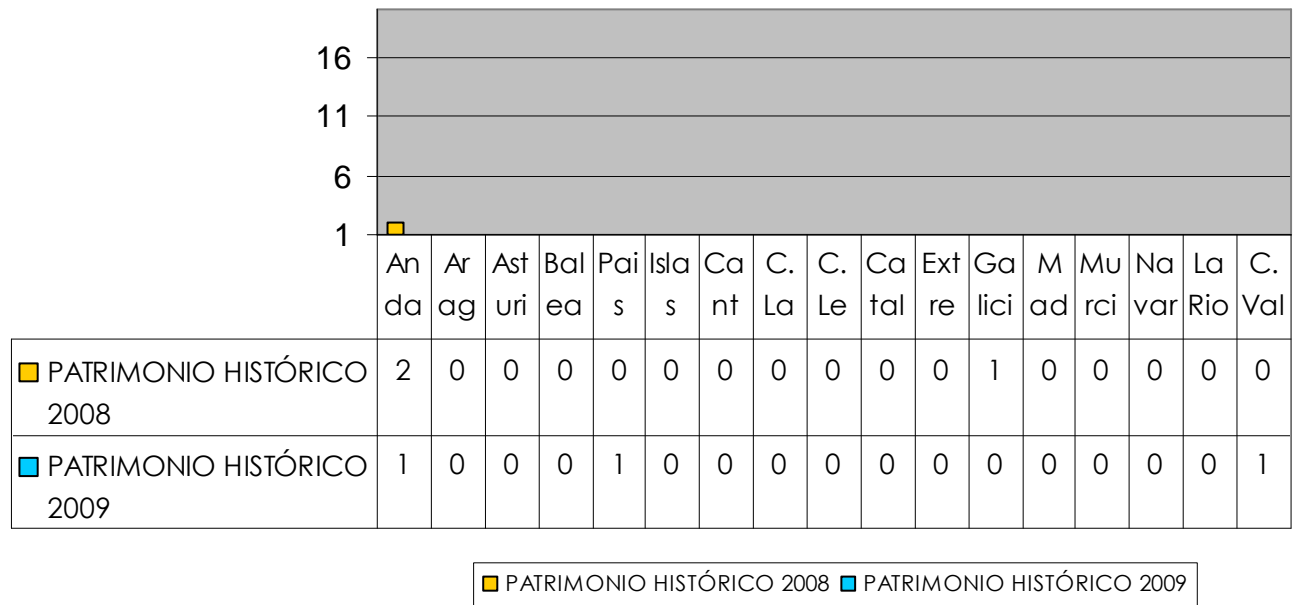 16
11
6
1
An Ar Ast Bal Pai Isla Ca C. C. Ca Ext Ga M Mu Na La C.
da ag uri ea s s nt La Le tal re lici ad rci var Rio Val
PATRIMONIO HISTÓRICO 2 0 0 0 0 0 0 0 0 0 0 1 0 0 0 0 0
2008
PATRIMONIO HISTÓRICO 1 0 0 0 1 0 0 0 0 0 0 0 0 0 0 0 1
2009
PATRIMONIO HISTÓRICO 2008 PATRIMONIO HISTÓRICO 2009